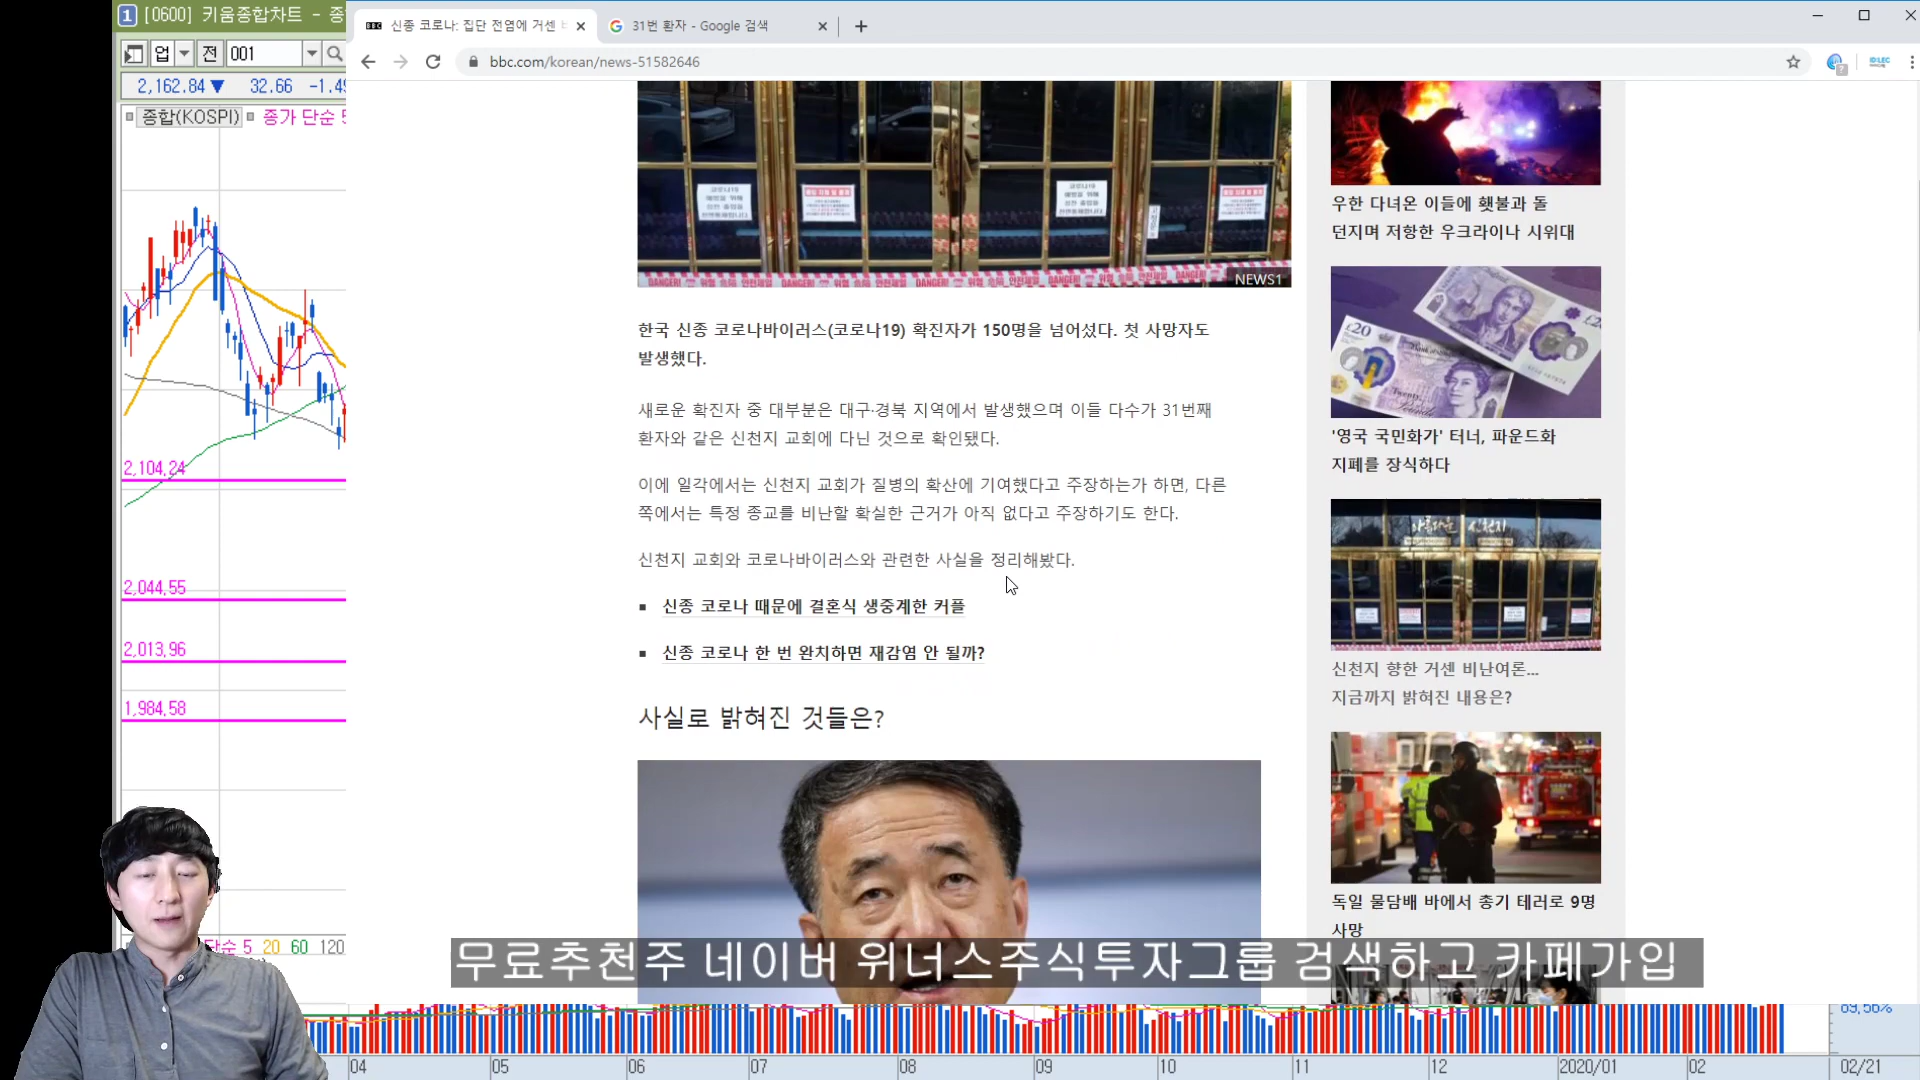 1 [0600] 키움종합차트 - 종
신종 코로나: 집단 전염에 거센 비
31번 환자 - Google 검색
업 전 001
bbc.com/korean/news-51582646
2,162.84 ▼ 32.66 -1.49
종합(KOSPI) 종가 단순 5
NEWS1
우한 다녀온 이들에 횃불과 돌
던지며 저항한 우크라이나 시위대
한국 신종 코로나바이러스(코로나19) 확진자가 150명을 넘어섰다. 첫 사망자도
발생했다.
새로운 확진자 중 대부분은 대구·경북 지역에서 발생했으며 이들 다수가 31번째
환자와 같은 신천지 교회에 다닌 것으로 확인됐다.
£20
'영국 국민화가' 터너, 파운드화
지폐를 장식하다
2,104,24
이에 일각에서는 신천지 교회가 질병의 확산에 기여했다고 주장하는가 하면, 다른
쪽에서는 특정 종교를 비난할 확실한 근거가 아직 없다고 주장하기도 한다.
신천지 교회와 코로나바이러스와 관련한 사실을 정리해봤다.
2,044,55
신종 코로나 때문에 결혼식 생중계한 커플
2,013,96
신종 코로나 한 번 완치하면 재감염 안 될까?
신천지 향한 거센 비난여론...
지금까지 밝혀진 내용은?
1,984,58
사실로 밝혀진 것들은?
독일 물담배 바에서 총기 테러로 9명
사망
단순 5 20 60 120
무료추천주 네이버 위너스주식투자그룹 검색하고 카페가입
69,56%
04 05 06 07 08 09 10 11 12 2020/01 02 02/21